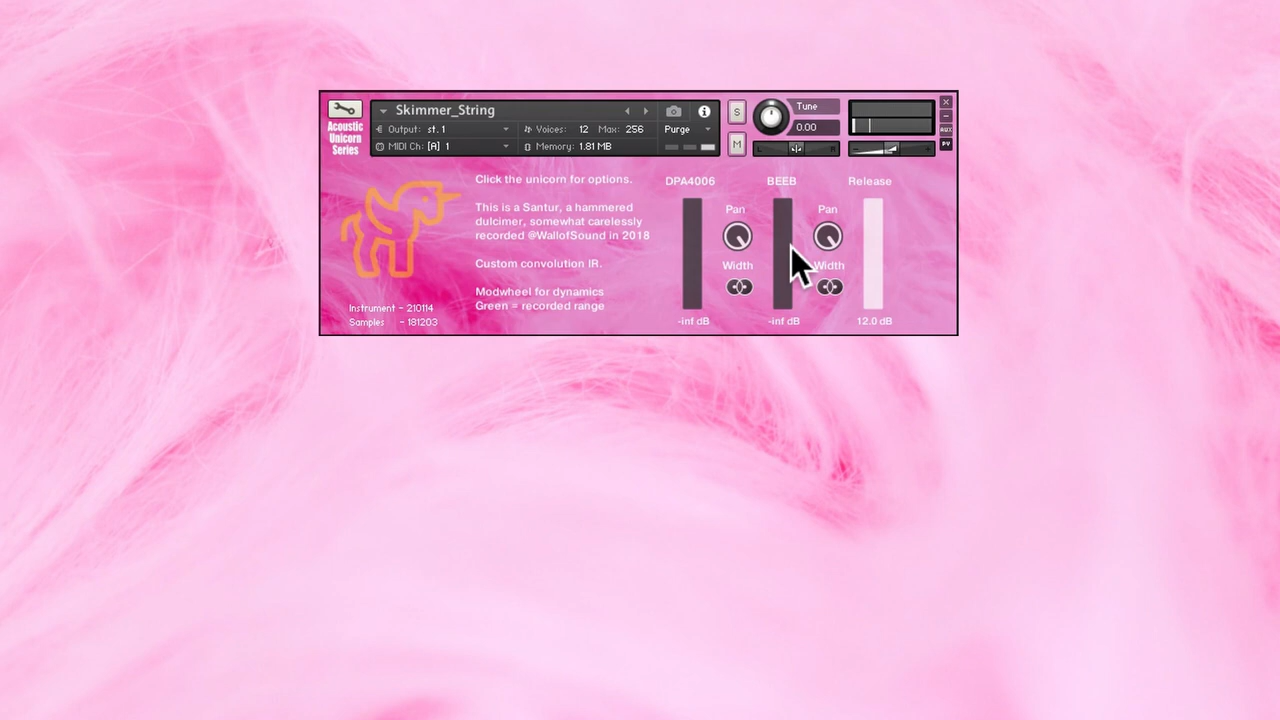 Skimmer_String
Output: st.1
Voices: 12 Max: 256
Purge
MIDI Ch: [A] 1
Memory: 1.81 MB
S
M
Tune
0.00
L
R
AUX
PV
Acoustic
Unicorn
Series
Click the unicorn for options.
This is a Santur, a hammered
dulcimer, somewhat carelessly
recorded @WallofSound in 2018
Custom convolution IR.
Modwheel for dynamics
Green = recorded range
Instrument - 210114
Samples - 181203
DPA4006
Pan
Width
-inf dB
BEEB
Pan
Width
-inf dB
Release
12.0 dB